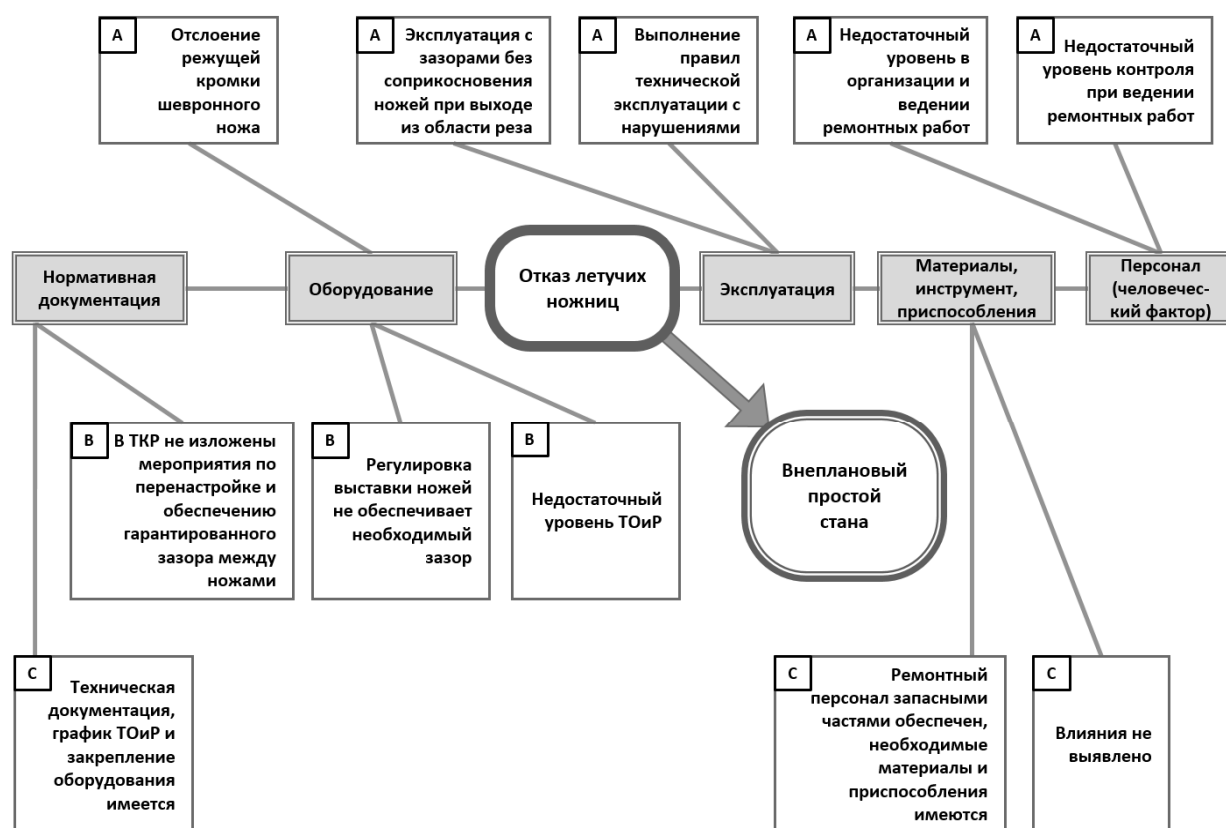 A
Отслоение
режущей
кромки
шевронного
ножа
A
Эксплуатация с
зазорами без
соприкосновения
ножей при выходе
из области реза
A
Выполнение
правил
технической
эксплуатации с
нарушениями
A
Недостаточный
уровень в
организации и
ведении
ремонтных работ
A
Недостаточный
уровень контроля
при ведении
ремонтных работ
Нормативная
документация
Оборудование
Отказ летучих
ножниц
Эксплуатация
Материалы,
инструмент,
приспособления
Персонал
(человечес-
кий фактор)
B
В ТКР не изложены
мероприятия по
перенастройке и
обеспечению
гарантированного
зазора между
ножами
B
Регулировка
выставки ножей
не обеспечивает
необходимый
зазор
B
Недостаточный
уровень ТОиР
Внеплановый
простой
стана
C
Техническая
документация,
график ТОиР и
закрепление
оборудования
имеется
C
Ремонтный
персонал запасными
частями обеспечен,
необходимые
материалы и
приспособления
имеются
C
Влияния не
выявлено